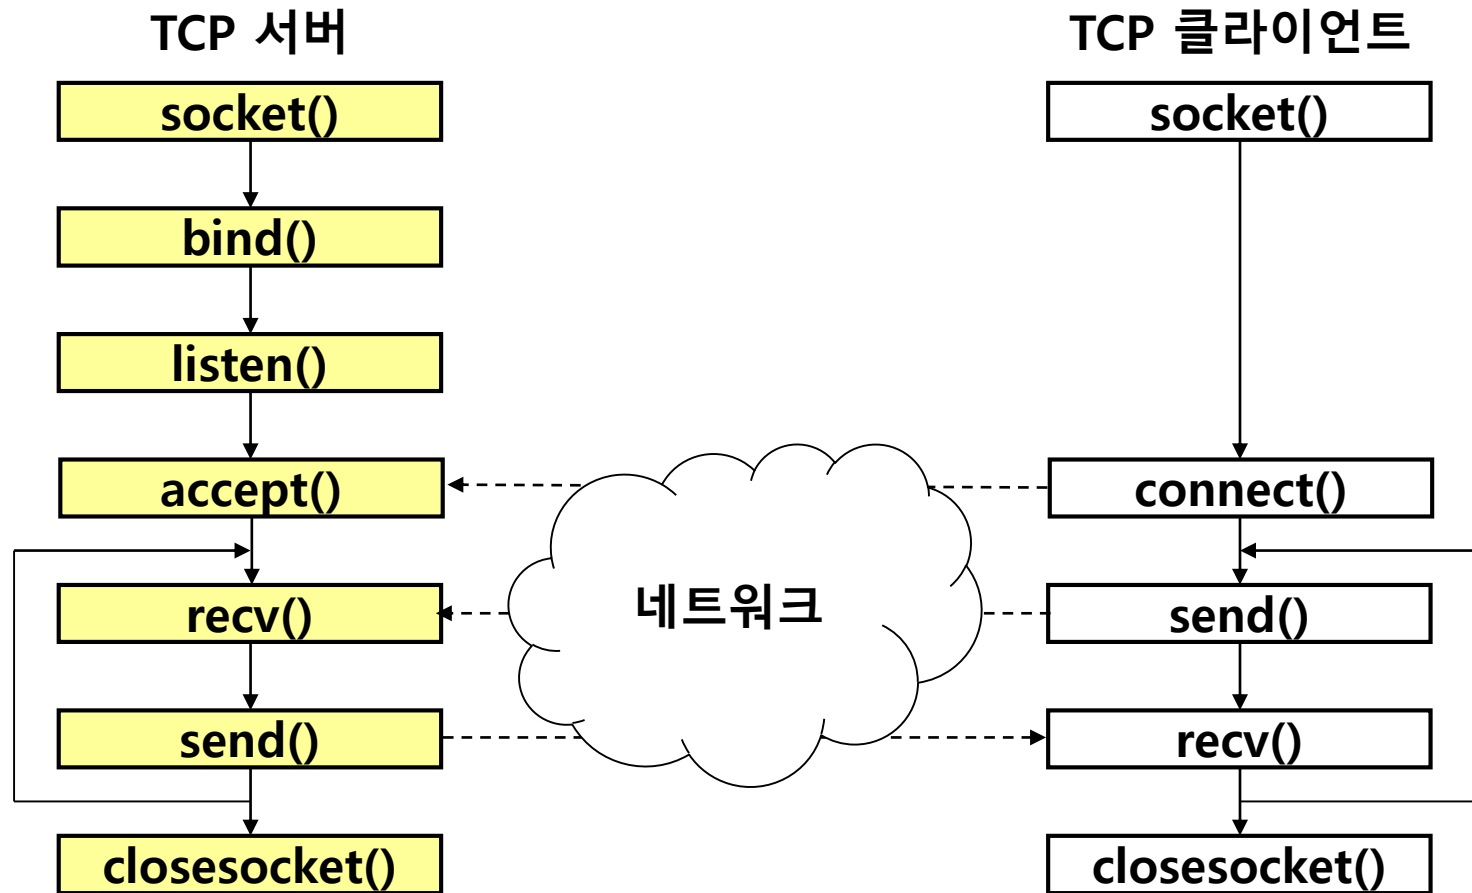 TCP 서버
TCP 클라이언트
socket()
socket()
bind()
listen()
accept()
connect()
네트워크
recv()
send()
send()
recv()
closesocket()
closesocket()